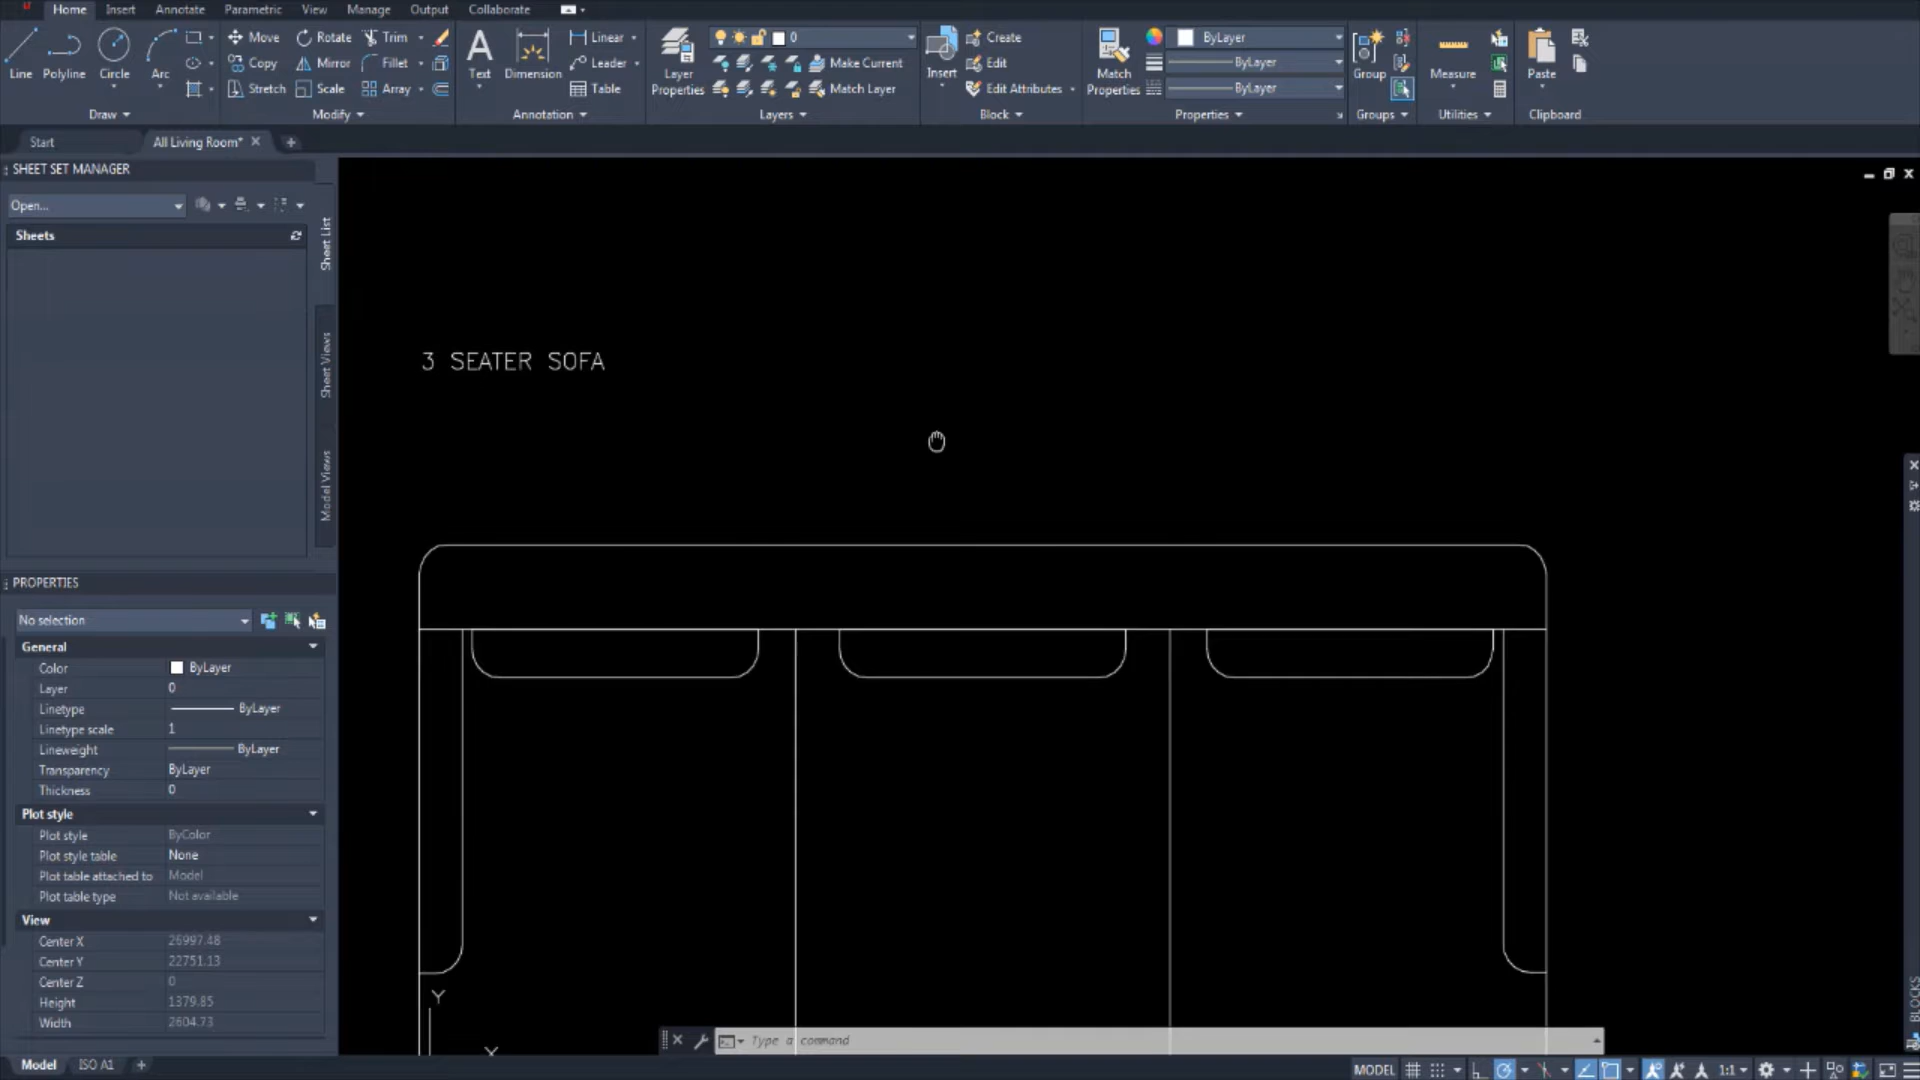 Home Insert Annotate Parametric View Manage Output Collaborate
Line Polyline Circle Arc
Move Rotate Trim
Copy Mirror Fillet
Stretch Scale Array
Text Dimension
Linear
Leader
Table
Layer Properties
0
Make Current
Match Layer
Insert
Create
Edit
Edit Attributes
Match Properties
ByLayer
ByLayer
ByLayer
Group
Measure
Paste
Draw Modify Annotation Layers Block Properties Groups Utilities Clipboard
Start All Living Room*
SHEET SET MANAGER
Open...
Sheets
Sheet List
Sheet Views
Model Views
3 SEATER SOFA
PROPERTIES
No selection
General
Color ByLayer
Layer 0
Linetype ByLayer
Linetype scale 1
Lineweight ByLayer
Transparency ByLayer
Thickness 0
Plot style
Plot style ByColor
Plot style table None
Plot table attached to Model
Plot table type Not available
View
Center X 26997.48
Center Y 22751.13
Center Z 0
Height 1379.85
Width 2604.73
Y
X
Type a command
BLOCKS
Model ISO A1
MODEL 1:1